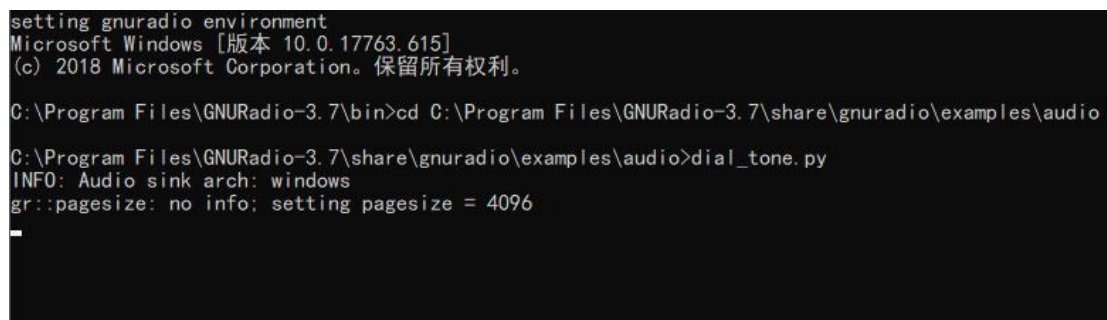 setting gnuradio environment
Microsoft Windows [版本 10.0.17763.615]
(c) 2018 Microsoft Corporation。保留所有权利。
C:\Program Files\GNURadio-3.7\bin>cd C:\Program Files\GNURadio-3.7\share\gnuradio\examples\audio
C:\Program Files\GNURadio-3.7\share\gnuradio\examples\audio>dial_tone.py
INFO: Audio sink arch: windows
gr::pagesize: no info; setting pagesize = 4096